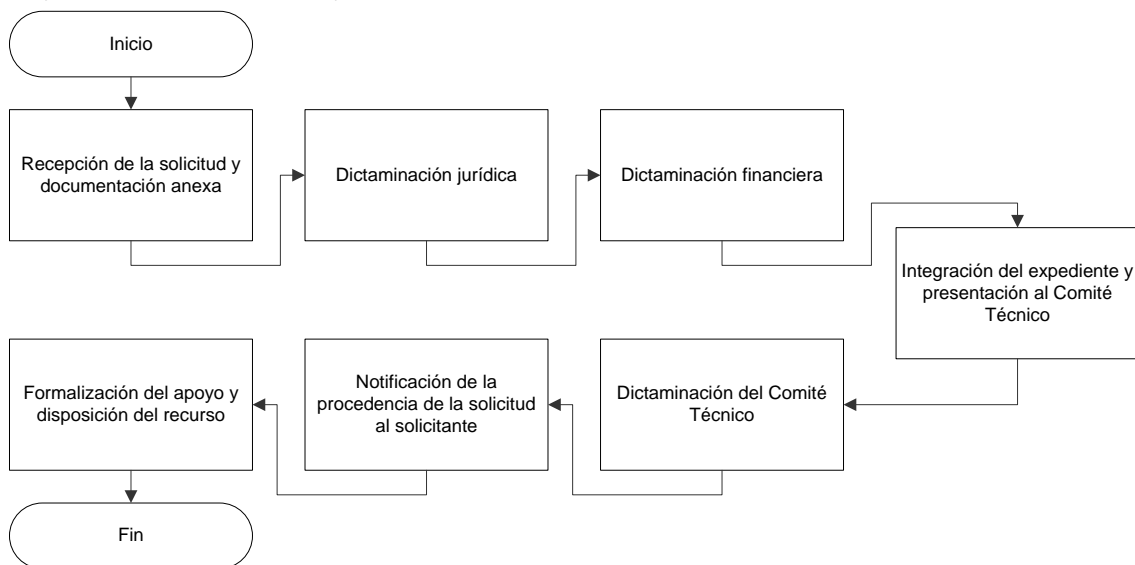 Inicio
Recepción de la solicitud y
documentación anexa
Dictaminación jurídica
Dictaminación financiera
Integración del expediente y
presentación al Comité
Técnico
Dictaminación del Comité
Técnico
Notificación de la
procedencia de la solicitud
al solicitante
Formalización del apoyo y
disposición del recurso
Fin